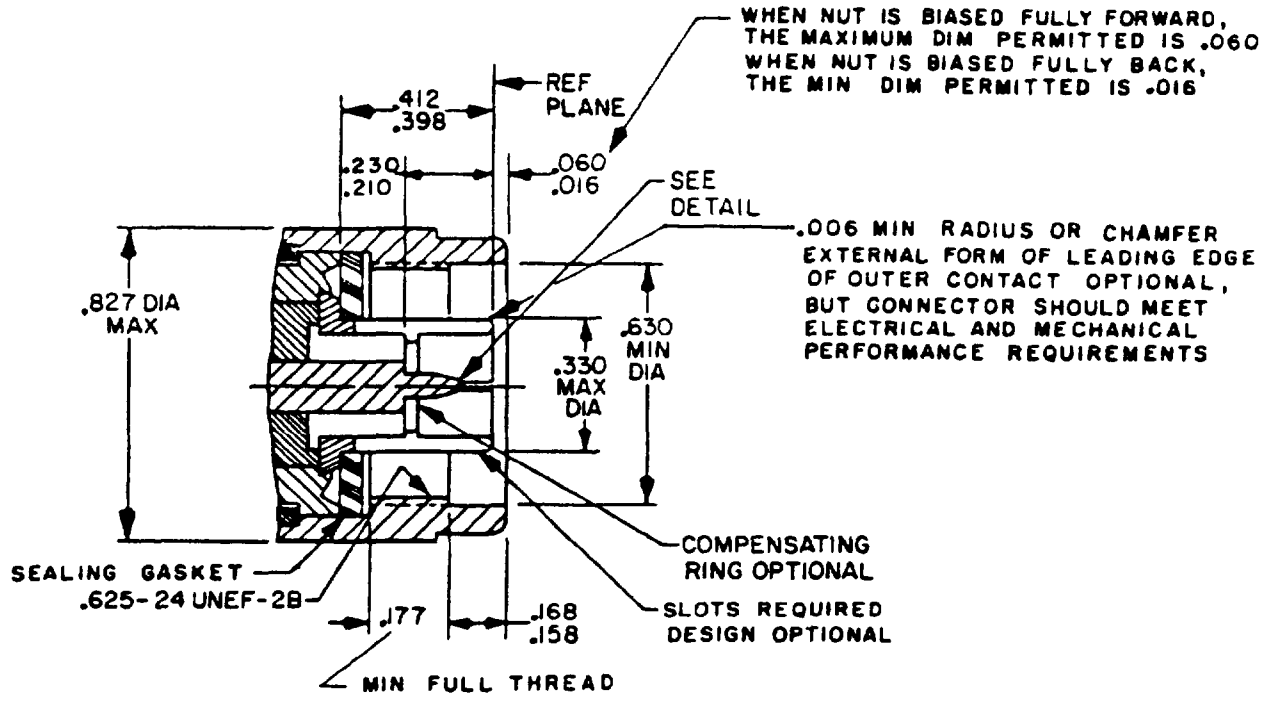 WHEN NUT IS BIASED FULLY FORWARD,
THE MAXIMUM DIM PERMITTED IS .060
WHEN NUT IS BIASED FULLY BACK,
THE MIN DIM PERMITTED IS .016
REF
PLANE
.412
.398
.230
.210
.060
.016
SEE
DETAIL
.006 MIN RADIUS OR CHAMFER
EXTERNAL FORM OF LEADING EDGE
OF OUTER CONTACT OPTIONAL,
BUT CONNECTOR SHOULD MEET
ELECTRICAL AND MECHANICAL
PERFORMANCE REQUIREMENTS
.827 DIA
MAX
.630
MIN
DIA
.330
MAX
DIA
COMPENSATING
RING OPTIONAL
SEALING GASKET
.625-24 UNEF-2B
.177
.168
.158
SLOTS REQUIRED
DESIGN OPTIONAL
MIN FULL THREAD